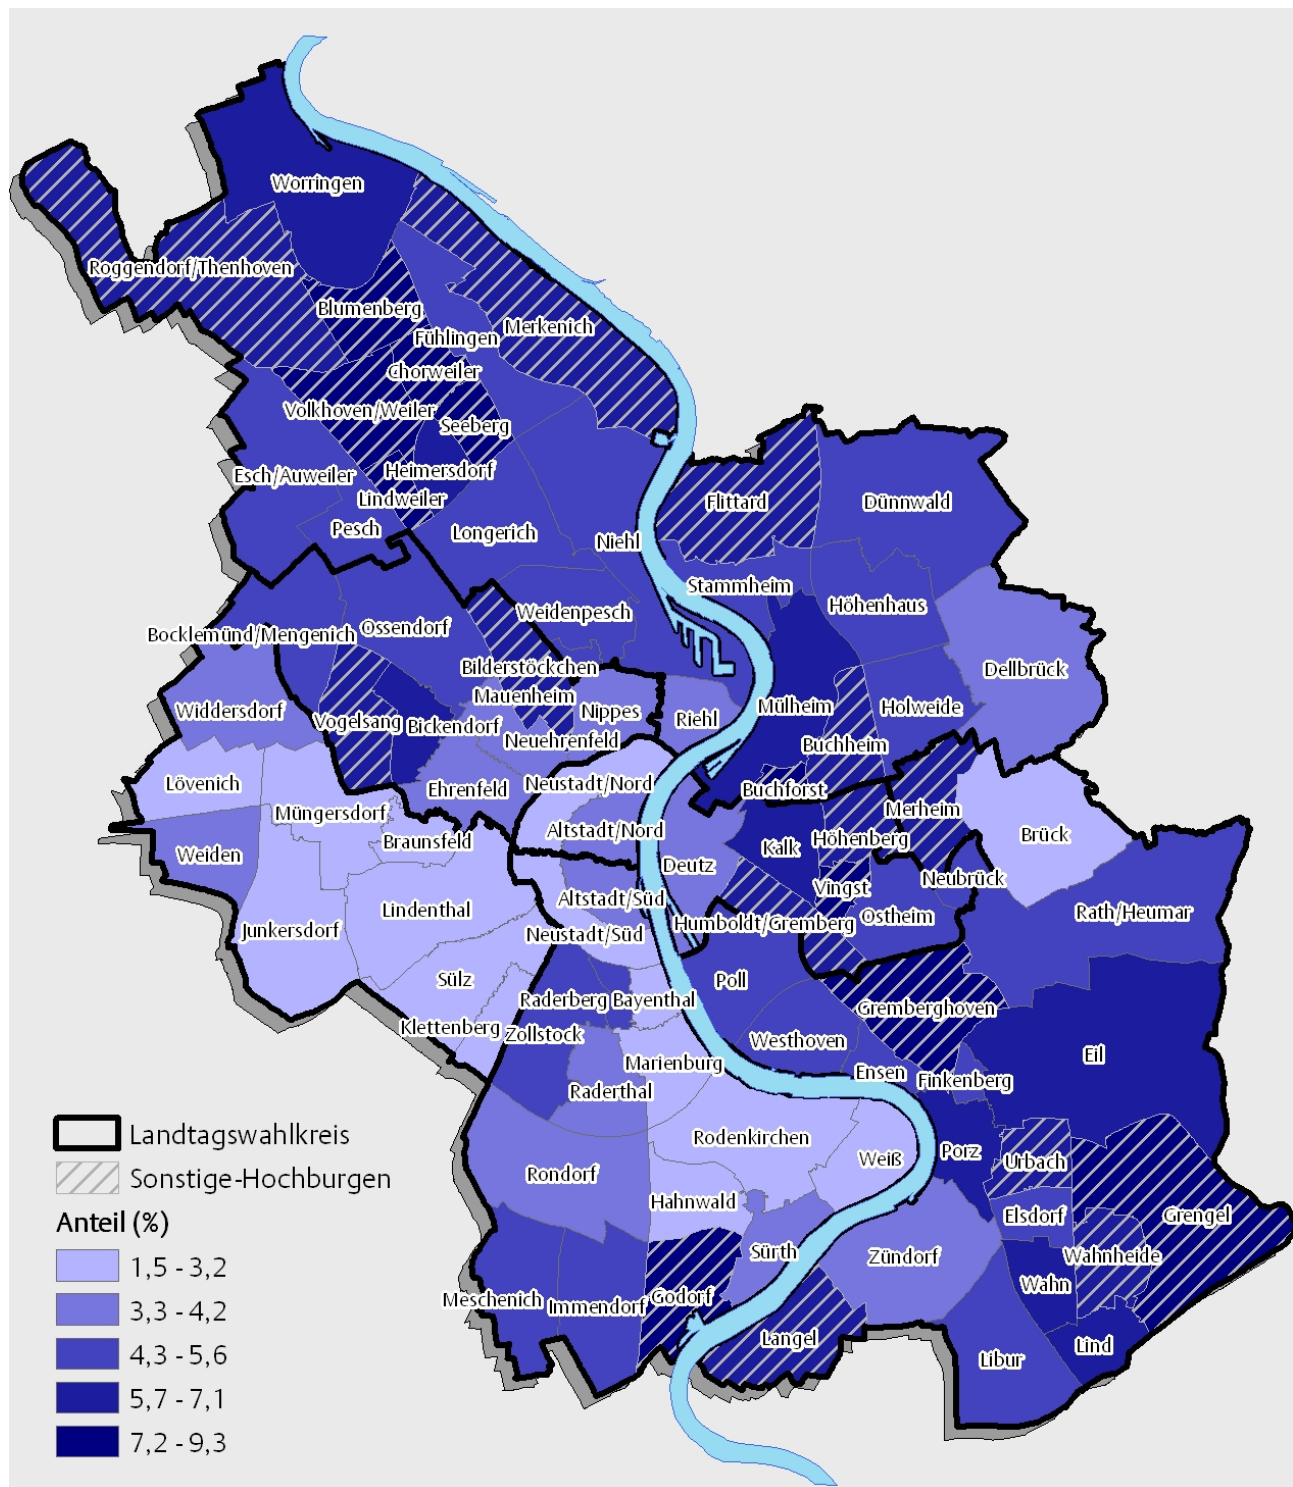 Worringen
Roggendorf/Thenhoven
Blumenberg
Fühlingen
Merkenich
Chorweiler
Volkhoven/Weiler
Seeberg
Heimersdorf
Esch/Auweiler
Lindweiler
Pesch
Longerich
Niehl
Flittard
Dünnwald
Stammheim
Höhenhaus
Weidenpesch
Ossendorf
Bocklemünd/Mengenich
Bilderstöckchen
Dellbrück
Mauenheim
Widdersdorf
Vogelsang
Bickendorf
Nippes
Riehl
Mülheim
Holweide
Neuehrenfeld
Buchheim
Lövenich
Ehrenfeld
Neustadt/Nord
Buchforst
Müngersdorf
Merheim
Braunsfeld
Altstadt/Nord
Höhenberg
Brück
Weiden
Kalk
Deutz
Vingst
Neubrück
Altstadt/Süd
Lindenthal
Ostheim
Rath/Heumar
Humboldt/Gremberg
Junkersdorf
Neustadt/Süd
Sülz
Poll
Raderberg
Bayenthal
Gremberghoven
Klettenberg
Zollstock
Westhoven
Eil
Marienburg
Ensen
Finkenberg
Raderthal
Rodenkirchen
Weiß
Porz
Urbach
Rondorf
Hahnwald
Elsdorf
Grengel
Sürth
Zündorf
Wahnheide
Wahn
Meschenich
Immendorf
Godorf
Langel
Lind
Libur
Landtagswahlkreis
Sonstige-Hochburgen
Anteil (%)
1,5 - 3,2
3,3 - 4,2
4,3 - 5,6
5,7 - 7,1
7,2 - 9,3